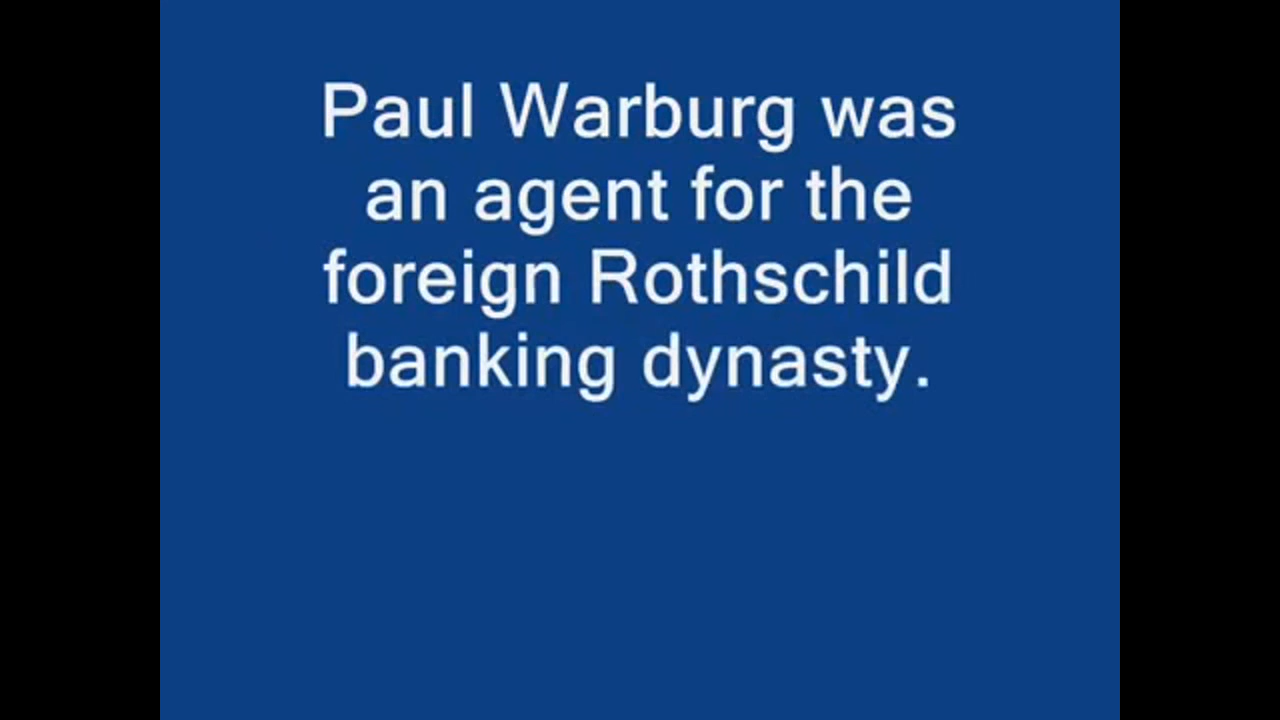 Paul Warburg was
an agent for the
foreign Rothschild
banking dynasty.